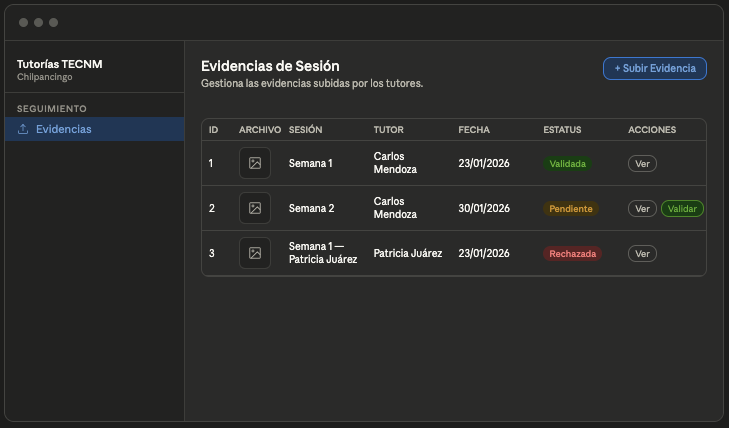 Tutorías TECNM
Chilpancingo
SEGUIMIENTO
Evidencias
Evidencias de Sesión
Gestiona las evidencias subidas por los tutores.
+ Subir Evidencia
ID ARCHIVO SESIÓN TUTOR FECHA ESTATUS ACCIONES
1 Semana 1 Carlos Mendoza 23/01/2026 Validada Ver
2 Semana 2 Carlos Mendoza 30/01/2026 Pendiente Ver Validar
3 Semana 1 — Patricia Juárez Patricia Juárez 23/01/2026 Rechazada Ver